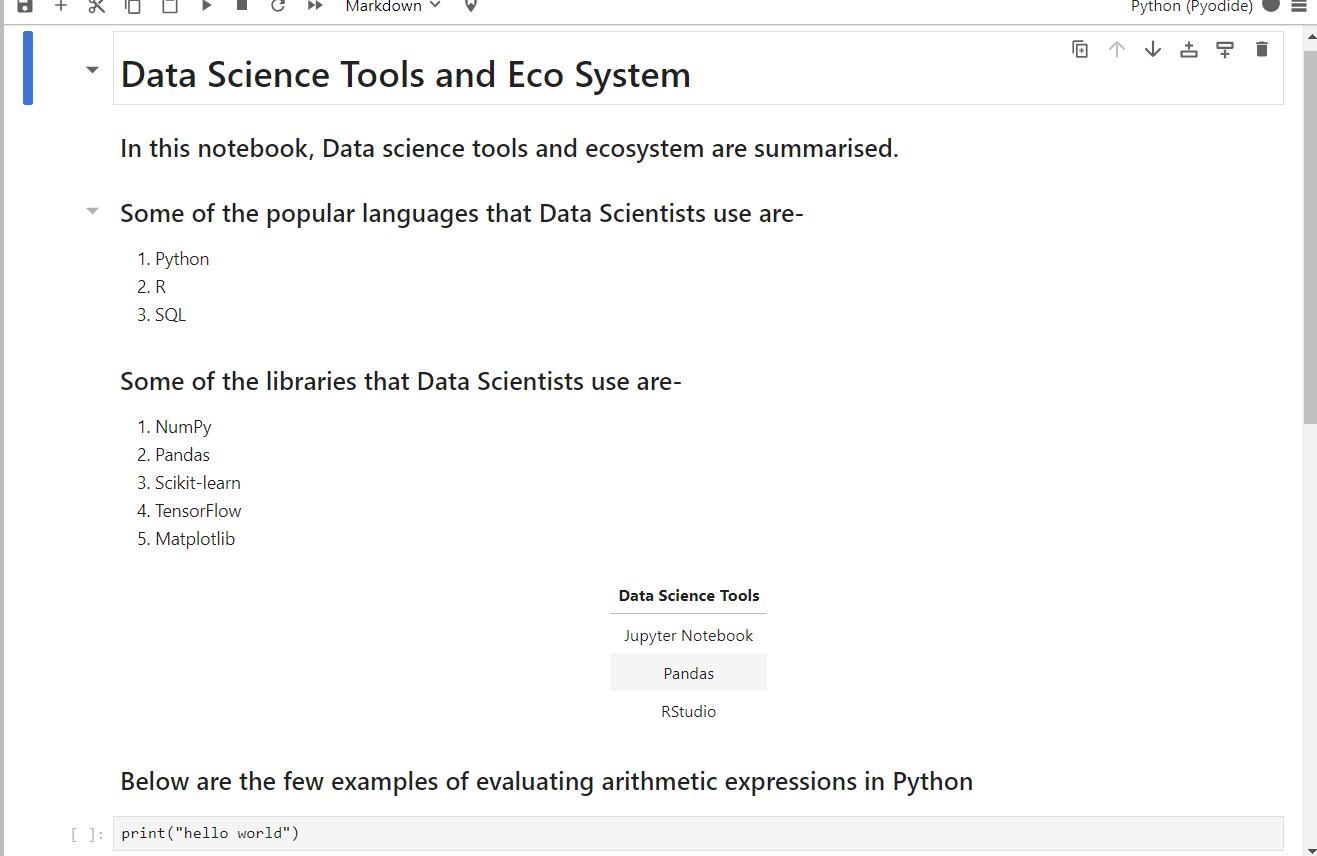 Markdown
Python (Pyodide)
Data Science Tools and Eco System
In this notebook, Data science tools and ecosystem are summarised.
Some of the popular languages that Data Scientists use are-
1. Python
2. R
3. SQL
Some of the libraries that Data Scientists use are-
1. NumPy
2. Pandas
3. Scikit-learn
4. TensorFlow
5. Matplotlib
Data Science Tools
Jupyter Notebook
Pandas
RStudio
Below are the few examples of evaluating arithmetic expressions in Python
[ ]: print("hello world")